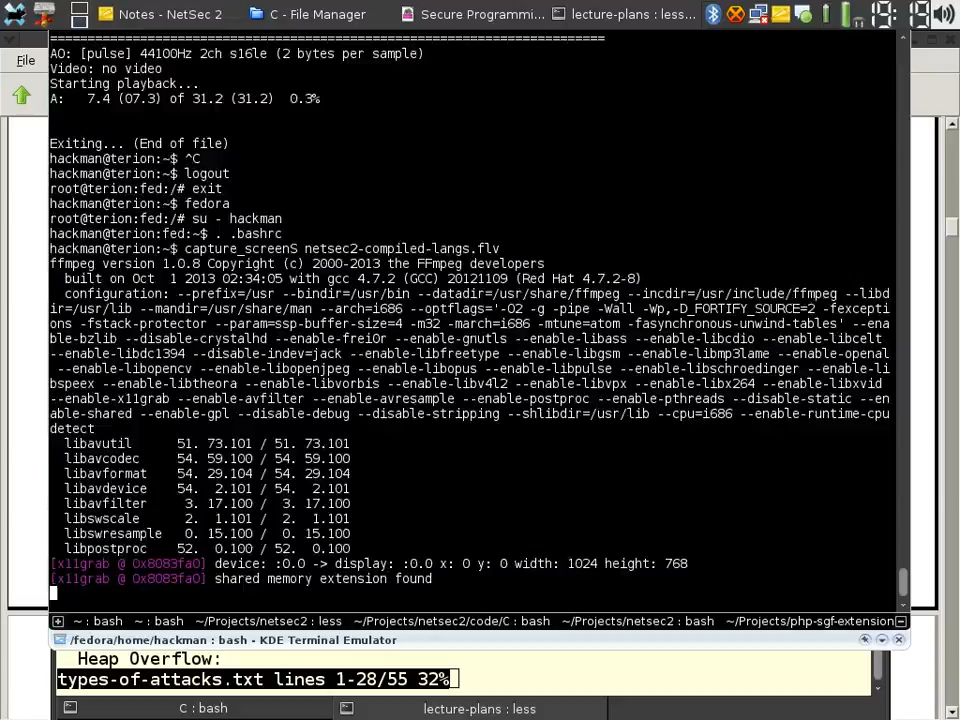 Notes - NetSec 2
C - File Manager
Secure Programmi...
lecture-plans : less...
File
================================================================================
AO: [pulse] 44100Hz 2ch s16le (2 bytes per sample)
Video: no video
Starting playback...
A:   7.4 (07.3) of 31.2 (31.2)  0.3%
Exiting... (End of file)
hackman@terion:~$ ^C
hackman@terion:~$ logout
root@terion:fed:/# exit
hackman@terion:~$ fedora
root@terion:fed:/# su - hackman
hackman@terion:fed:~$ . .bashrc
hackman@terion:~$ capture_screenS netsec2-compiled-langs.flv
ffmpeg version 1.0.8 Copyright (c) 2000-2013 the FFmpeg developers
  built on Oct  1 2013 02:34:05 with gcc 4.7.2 (GCC) 20121109 (Red Hat 4.7.2-8)
  configuration: --prefix=/usr --bindir=/usr/bin --datadir=/usr/share/ffmpeg --incdir=/usr/include/ffmpeg --libd
ir=/usr/lib --mandir=/usr/share/man --arch=i686 --optflags='-O2 -g -pipe -Wall -Wp,-D_FORTIFY_SOURCE=2 -fexcepti
ons -fstack-protector --param=ssp-buffer-size=4 -m32 -march=i686 -mtune=atom -fasynchronous-unwind-tables' --ena
ble-bzlib --disable-crystalhd --enable-frei0r --enable-gnutls --enable-libass --enable-libcdio --enable-libcelt
--enable-libdc1394 --disable-indev=jack --enable-libfreetype --enable-libgsm --enable-libmp3lame --enable-openal
 --enable-libopencv --enable-libopenjpeg --enable-libopus --enable-libpulse --enable-libschroedinger --enable-li
bspeex --enable-libtheora --enable-libvorbis --enable-libv4l2 --enable-libvpx --enable-libx264 --enable-libxvid
--enable-x11grab --enable-avfilter --enable-avresample --enable-postproc --enable-pthreads --disable-static --en
able-shared --enable-gpl --disable-debug --disable-stripping --shlibdir=/usr/lib --cpu=i686 --enable-runtime-cpu
detect
  libavutil      51. 73.101 / 51. 73.101
  libavcodec     54. 59.100 / 54. 59.100
  libavformat    54. 29.104 / 54. 29.104
  libavdevice    54.  2.101 / 54.  2.101
  libavfilter     3. 17.100 /  3. 17.100
  libswscale      2.  1.101 /  2.  1.101
  libswresample   0. 15.100 /  0. 15.100
  libpostproc    52.  0.100 / 52.  0.100
[x11grab @ 0x8083fa0] device: :0.0 -> display: :0.0 x: 0 y: 0 width: 1024 height: 768
[x11grab @ 0x8083fa0] shared memory extension found
~ : bash  ~ : bash  ~/Projects/netsec2 : less  ~/Projects/netsec2/code/C : bash  ~/Projects/netsec2 : bash  ~/Projects/php-sgf-extension
/fedora/home/hackman : bash - KDE Terminal Emulator
Heap Overflow:
types-of-attacks.txt lines 1-28/55 32%
C : bash
lecture-plans : less